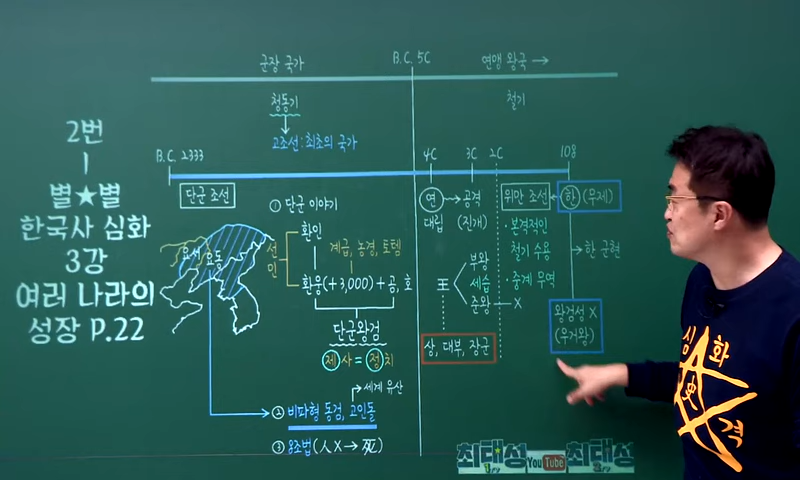 군장 국가
B.C. 5C
연맹 왕국 →
청동기
철기
고조선 : 최초의 국가
2번
|
별★별
한국사 심화
3강
여러 나라의
성장 P.22
B.C. 2333
4C
3C
2C
108
단군 조선
연
공격
위만 조선
한
(무제)
대립
(진개)
① 단군 이야기
환인
계급, 농경, 토템
환웅(+3,000)+곰, 호
선
민
단군왕검
제사 = 정치
요서
요동
본격적인
철기 수용
중계 무역
→ 한 군현
王
부왕
세습
준왕 — X
상, 대부, 장군
왕검성 X
(우거왕)
세계 유산
② 비파형 동검, 고인돌
③ 8조법(人X → 死)
최태성 YouTube 최태성
심화
史
격